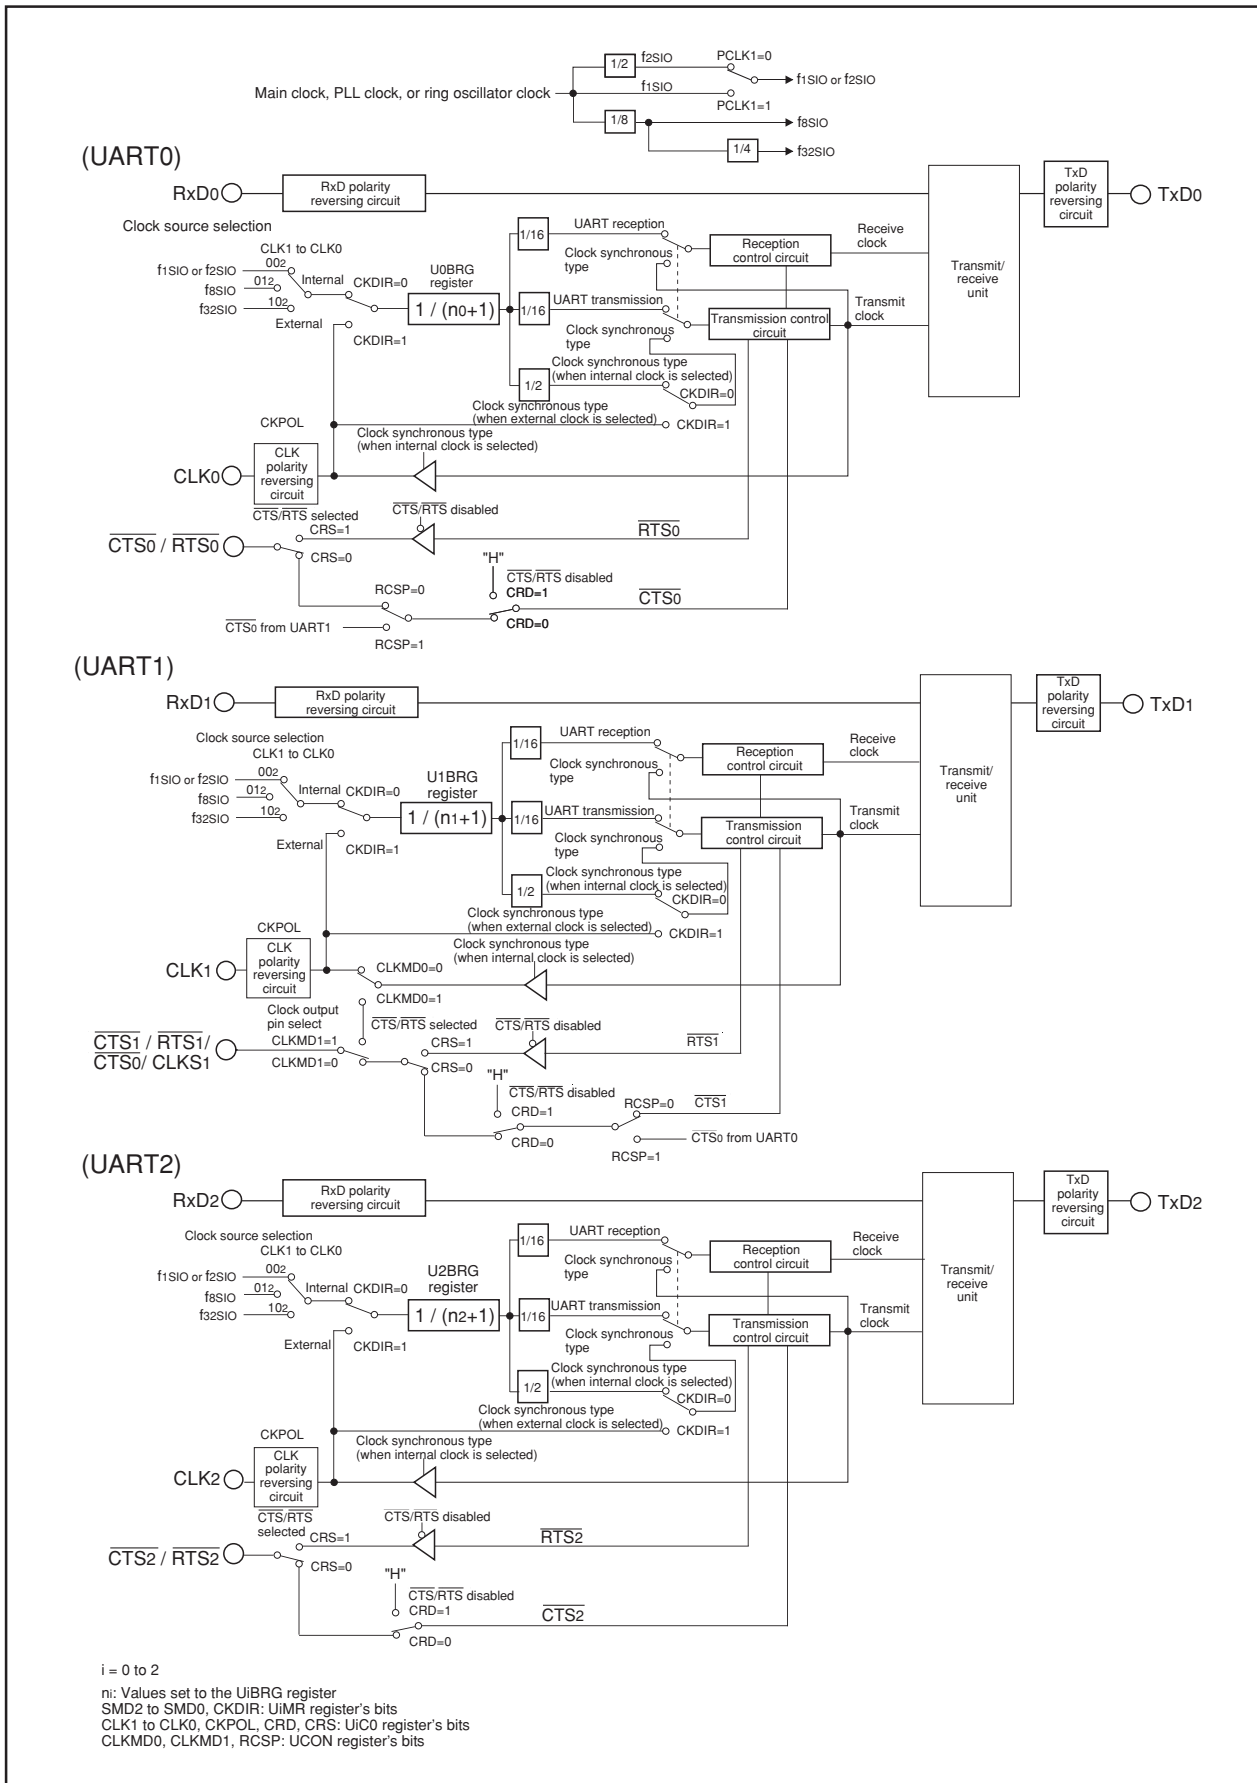 f2SIO
PCLK1=0
1/2
f1SIO or f2SIO
Main clock, PLL clock, or ring oscillator clock
f1SIO
PCLK1=1
1/8
f8SIO
1/4
f32SIO
(UART0)
RxD0
RxD polarity
reversing circuit
TxD
polarity
reversing
circuit
TxD0
Clock source selection
CLK1 to CLK0
f1SIO or f2SIO
002
f8SIO
012
f32SIO
102
Internal
CKDIR=0
External
CKDIR=1
U0BRG
register
1 / (n0+1)
1/16
UART reception
Clock synchronous
type
Reception
control circuit
Receive
clock
Transmit/
receive
unit
1/16
UART transmission
Transmission control
circuit
Transmit
clock
Clock synchronous
type
Clock synchronous type
(when internal clock is selected)
1/2
CKDIR=0
Clock synchronous type
(when external clock is selected)
CKDIR=1
CKPOL
Clock synchronous type
(when internal clock is selected)
CLK0
CLK
polarity
reversing
circuit
CTS/RTS selected
CTS/RTS disabled
CTS0 / RTS0
CRS=1
CRS=0
RTS0
"H"
CTS/RTS disabled
RCSP=0
CRD=1
CTS0
CTS0 from UART1
CRD=0
RCSP=1
(UART1)
RxD1
RxD polarity
reversing circuit
TxD
polarity
reversing
circuit
TxD1
Clock source selection
CLK1 to CLK0
f1SIO or f2SIO
002
f8SIO
012
f32SIO
102
Internal
CKDIR=0
External
CKDIR=1
U1BRG
register
1 / (n1+1)
1/16
UART reception
Clock synchronous
type
Reception
control circuit
Receive
clock
Transmit/
receive
unit
1/16
UART transmission
Transmission
control circuit
Transmit
clock
Clock synchronous
type
Clock synchronous type
(when internal clock is selected)
1/2
CKDIR=0
Clock synchronous type
(when external clock is selected)
CKDIR=1
CKPOL
Clock synchronous type
(when internal clock is selected)
CLK1
CLK
polarity
reversing
circuit
CLKMD0=0
CLKMD0=1
Clock output
pin select
CTS/RTS selected
CTS/RTS disabled
CTS1 / RTS1/
CTS0/ CLKS1
CLKMD1=1
CLKMD1=0
CRS=1
CRS=0
RTS1
"H"
CTS/RTS disabled
CRD=1
RCSP=0
CTS1
CRD=0
CTS0 from UART0
RCSP=1
(UART2)
RxD2
RxD polarity
reversing circuit
TxD
polarity
reversing
circuit
TxD2
Clock source selection
CLK1 to CLK0
f1SIO or f2SIO
002
f8SIO
012
f32SIO
102
Internal
CKDIR=0
External
CKDIR=1
U2BRG
register
1 / (n2+1)
1/16
UART reception
Clock synchronous
type
Reception
control circuit
Receive
clock
Transmit/
receive
unit
1/16
UART transmission
Transmission
control circuit
Transmit
clock
Clock synchronous
type
Clock synchronous type
(when internal clock is selected)
1/2
CKDIR=0
Clock synchronous type
(when external clock is selected)
CKDIR=1
CKPOL
Clock synchronous type
(when internal clock is selected)
CLK2
CLK
polarity
reversing
circuit
CTS/RTS
selected
CTS/RTS disabled
CTS2 / RTS2
CRS=1
CRS=0
RTS2
"H"
CTS/RTS disabled
CRD=1
CTS2
CRD=0
i = 0 to 2
ni: Values set to the UiBRG register
SMD2 to SMD0, CKDIR: UiMR register's bits
CLK1 to CLK0, CKPOL, CRD, CRS: UiC0 register's bits
CLKMD0, CLKMD1, RCSP: UCON register's bits